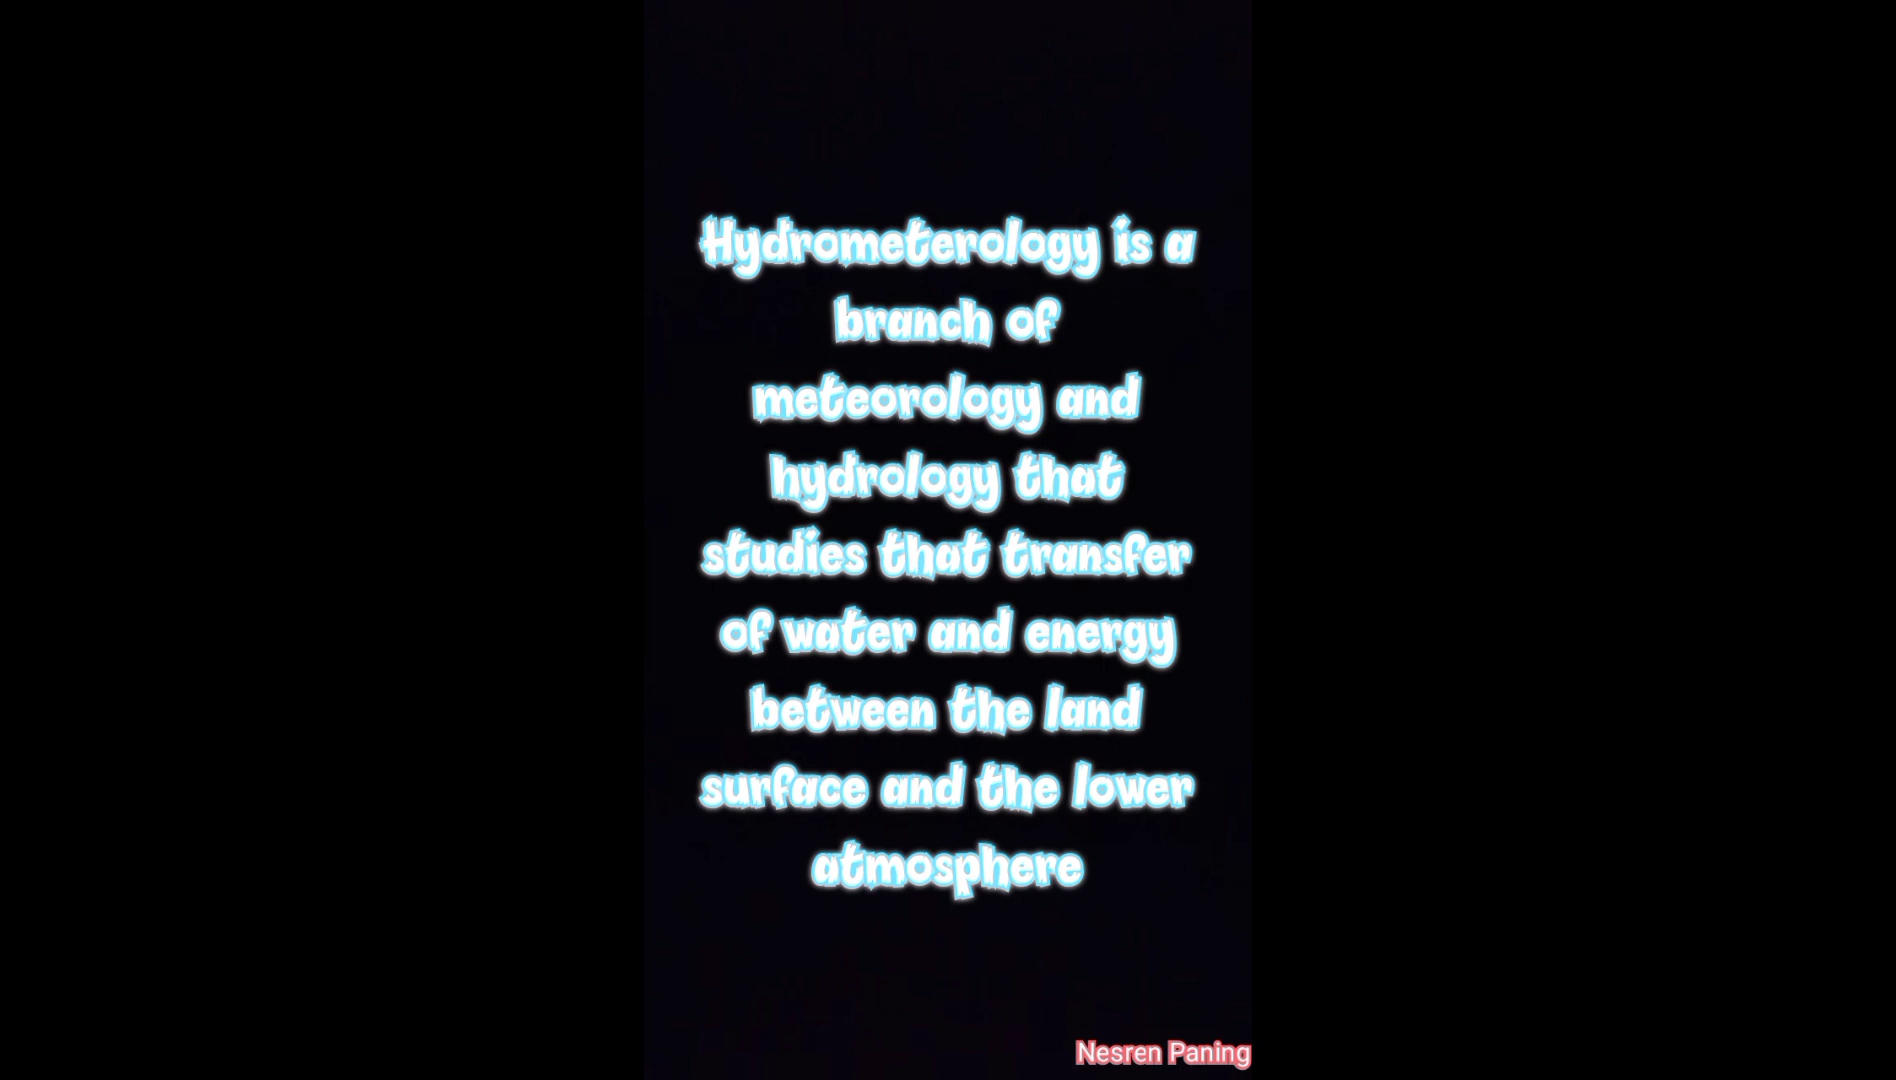 Hydrometerology is a
branch of
meteorology and
hydrology that
studies that transfer
of water and energy
between the land
surface and the lower
atmosphere
Nesren Paning